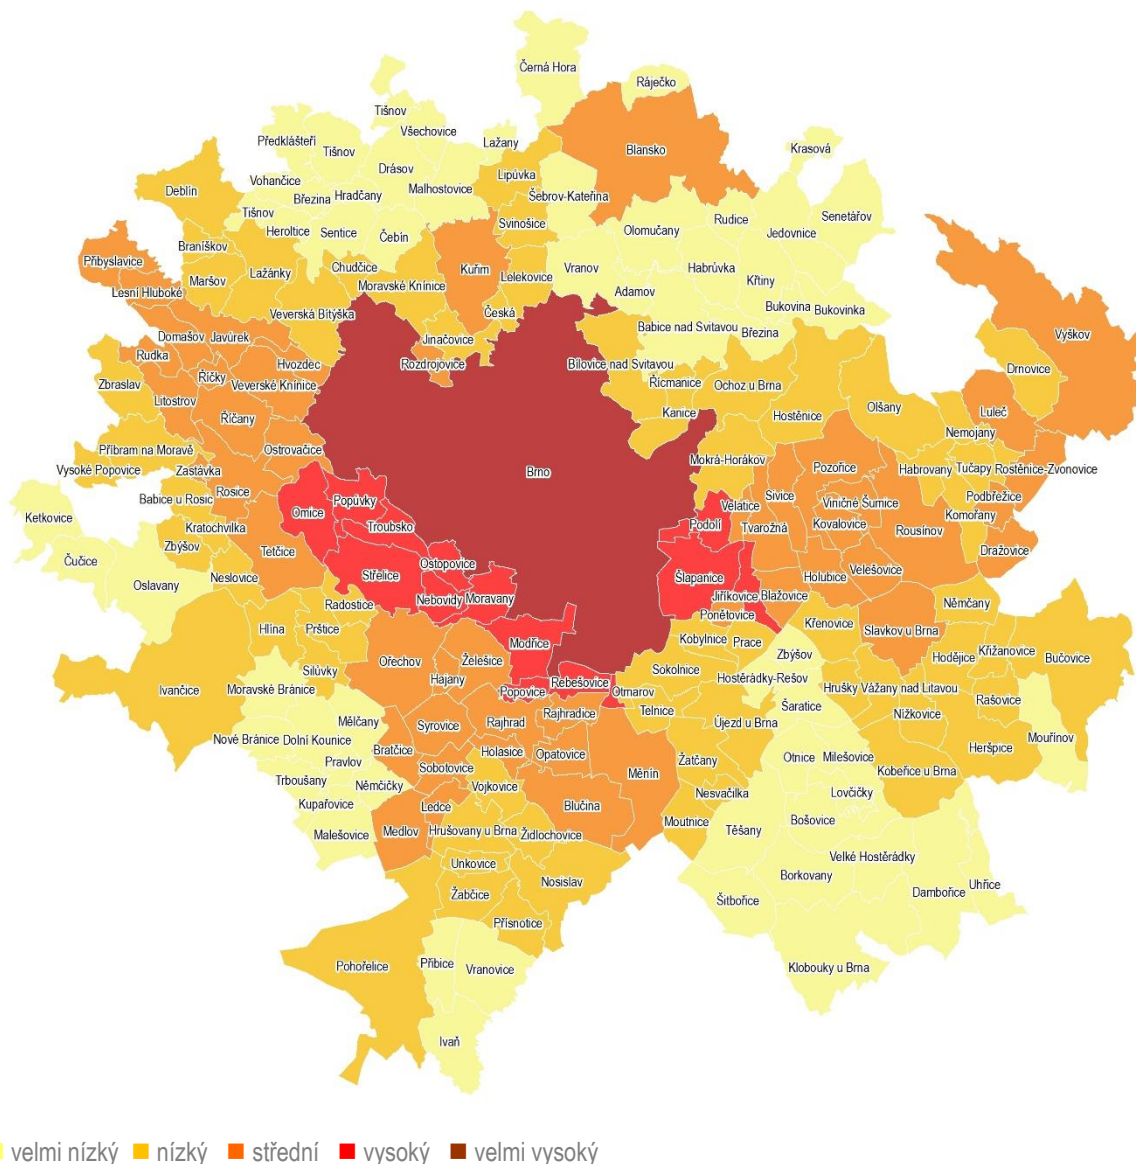 Černá Hora
Ráječko
Tišnov
Všechovice
Předklášteří
Tišnov
Lažany
Krasová
Blansko
Drásov
Lipůvka
Vohančice
Deblín
Březina
Hradčany
Malhostovice
Šebrov-Kateřina
Tišnov
Svinošice
Rudice
Senetářov
Heroltice
Sentice
Čebín
Olomučany
Jedovnice
Braníškov
Přibyslavice
Lažánky
Chudčice
Kuřim
Vranov
Habrůvka
Maršov
Moravské Knínice
Lelekovice
Křtiny
Lesní Hluboké
Adamov
Bukovina
Bukovinka
Veverská Bítýška
Česká
Výškov
Domašov
Javůrek
Jinačovice
Babice nad Svitavou
Březina
Rudka
Hvozdec
Rozdrojovice
Bílovice nad Svitavou
Drnovice
Říčky
Zbraslav
Veverské Knínice
Řícmanice
Ochoz u Brna
Litostrov
Kanice
Hostěnice
Olšany
Luleč
Říčany
Nemojany
Příbram na Moravě
Ostrovačice
Mokrá-Horákov
Vysoké Popovice
Zastávka
Brno
Pozořice
Habrovany
Tučapy
Rostěnice-Zvonovice
Rosice
Babice u Rosic
Popůvky
Sivice
Podbřežice
Ketkovice
Omice
Velatice
Viničné Šumice
Komořany
Kratochvilka
Troubsko
Podolí
Tvarožná
Kovalovice
Rousínov
Zbýšov
Tetčice
Dražovice
Čučice
Ostopovice
Velešovice
Oslavany
Neslovice
Střelice
Šlapanice
Holubice
Nebovidy
Moravany
Jiříkovice
Blažovice
Radostice
Ponětovice
Němčany
Hlína
Prštice
Modřice
Kobylnice
Prace
Křenovice
Slavkov u Brna
Křižanovice
Ořechov
Želešice
Zbýšov
Hodějice
Bučovice
Silůvky
Hajany
Sokolnice
Ivančice
Moravské Bránice
Rebešovice
Hostěrádky-Rešov
Popovice
Otmarov
Hrušky
Vážany nad Litavou
Rašovice
Telnice
Šaratice
Nížkovice
Mělčany
Syrovice
Rajhrad
Rajhradice
Újezd u Brna
Mouřínov
Nové Bránice
Dolní Kounice
Bratčice
Holasice
Opatovice
Otnice
Milešovice
Heršpice
Pravlov
Sobotovice
Žatčany
Kobeřice u Brna
Trboušany
Němčičky
Vojkovice
Měnín
Lovčičky
Nesvačilka
Kupařovice
Ledce
Blučina
Moutnice
Bošovice
Malešovice
Medlov
Hrušovany u Brna
Židlochovice
Těšany
Velké Hostěrádky
Unkovice
Borkovany
Uhřice
Žabčice
Nosislav
Šitbořice
Dambořice
Přísnotice
Pohořelice
Přibice
Vranovice
Klobouky u Brna
Ivaň
velmi nízký nízký střední vysoký velmi vysoký